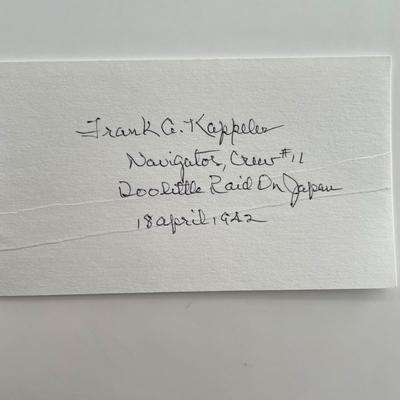 Frank A. Kappeler
Navigator, Crew #11
Doolittle Raid On Japan
18 april, 1942